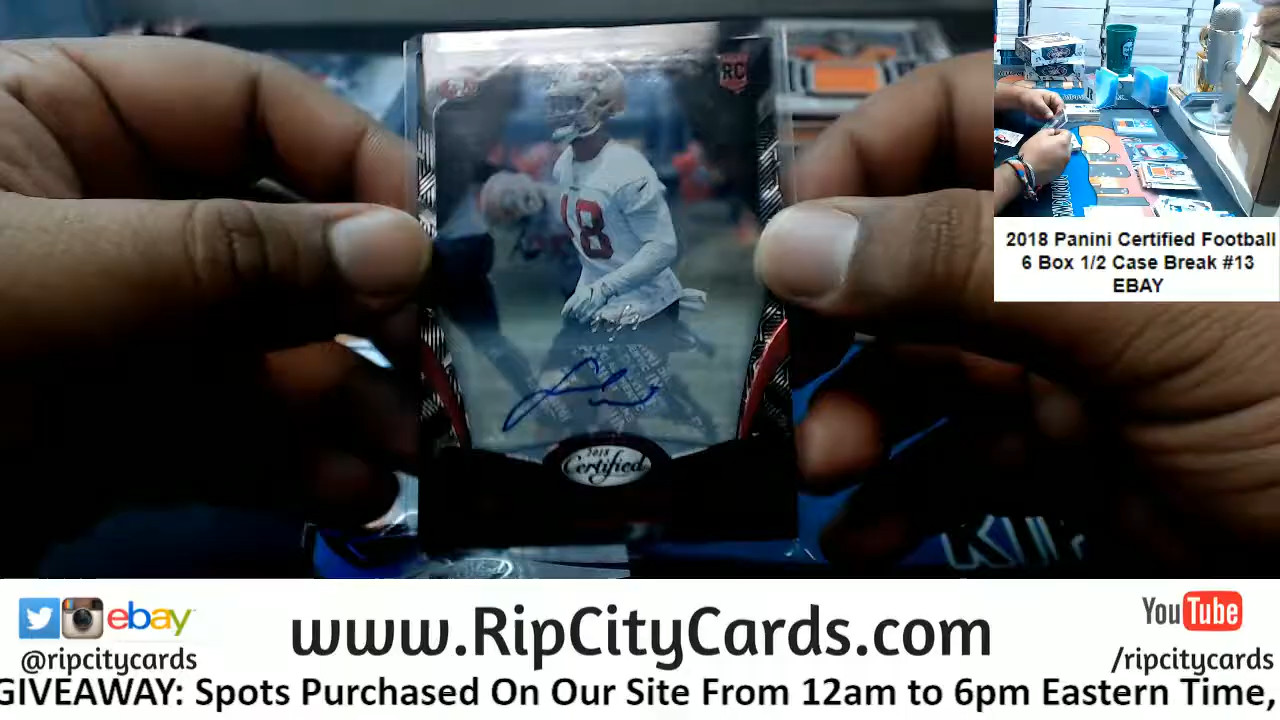 RC
18
2018
Certified
2018 Panini Certified Football
6 Box 1/2 Case Break #13
EBAY
ebay
www.RipCityCards.com
YouTube
@ripcitycards
/ripcitycards
GIVEAWAY: Spots Purchased On Our Site From 12am to 6pm Eastern Time,